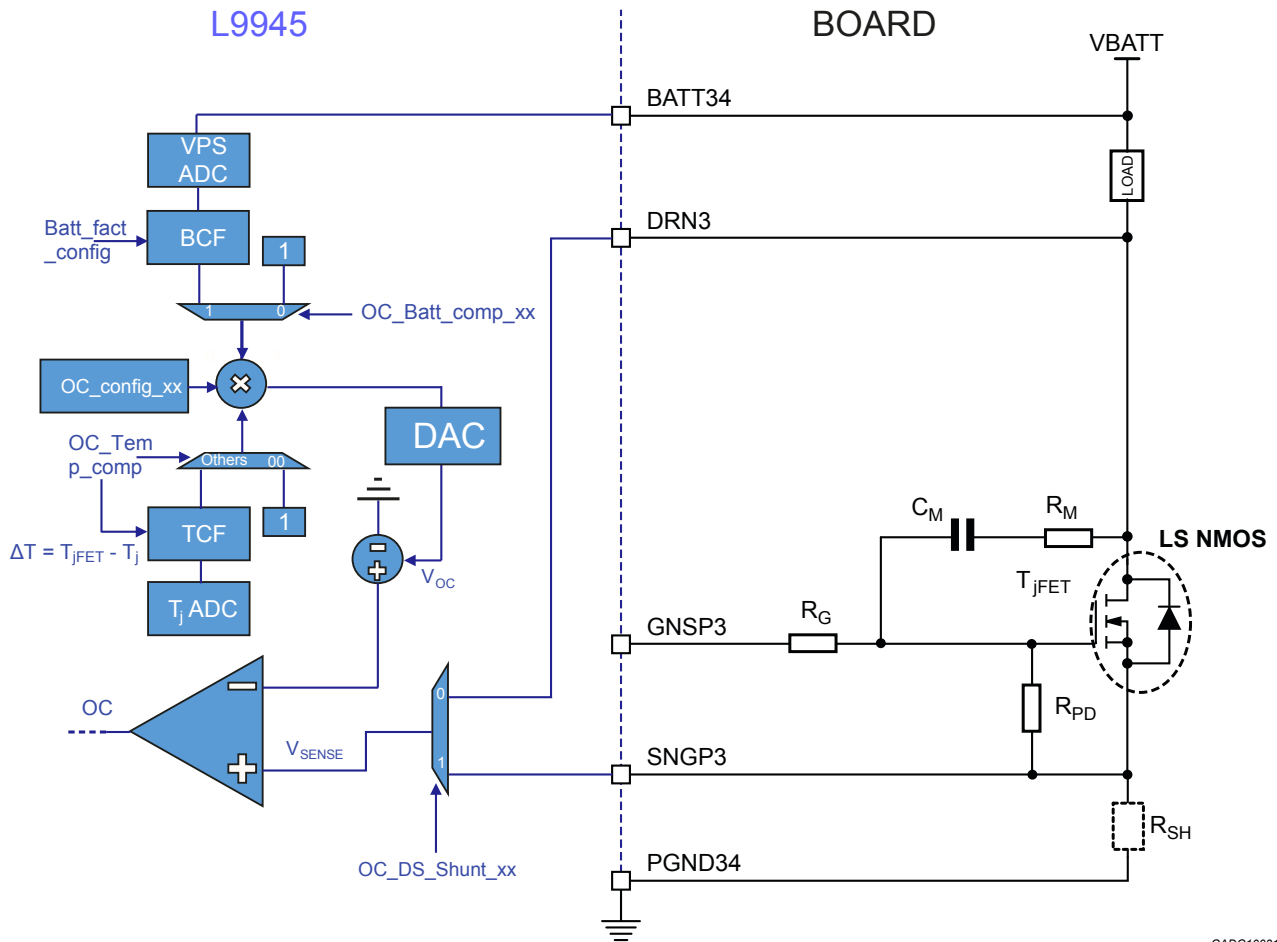 L9945
BOARD
VBATT
BATT34
VPS
ADC
LOAD
Batt_fact
_config
BCF
1
DRN3
1 0
OC_Batt_comp_xx
OC_config_xx
DAC
OC_Tem
p_comp
Others 00
1
TCF
ΔT = TjFET - Tj
Tj ADC
VOC
CM
RM
LS NMOS
TjFET
GNSP3
RG
RPD
OC
VSENSE
0
1
SNGP3
RSH
OC_DS_Shunt_xx
PGND34